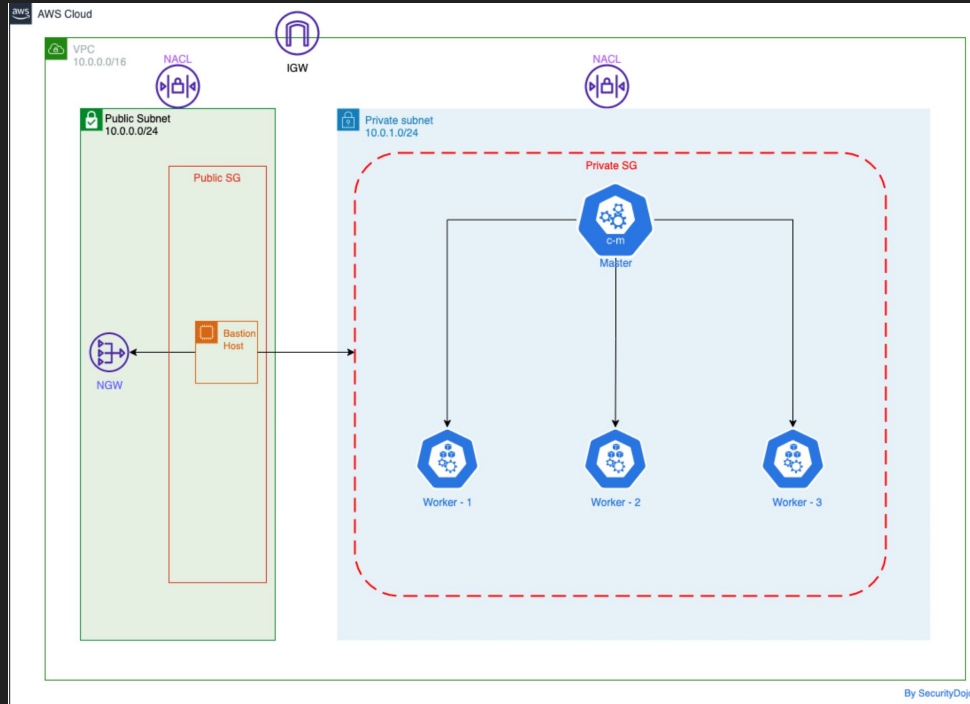 aws
AWS Cloud
IGW
VPC
10.0.0.0/16
NACL
NACL
Public Subnet
10.0.0.0/24
Private subnet
10.0.1.0/24
Public SG
Private SG
c-m
Master
Bastion
Host
NGW
Worker - 1
Worker - 2
Worker - 3
By SecurityDojo